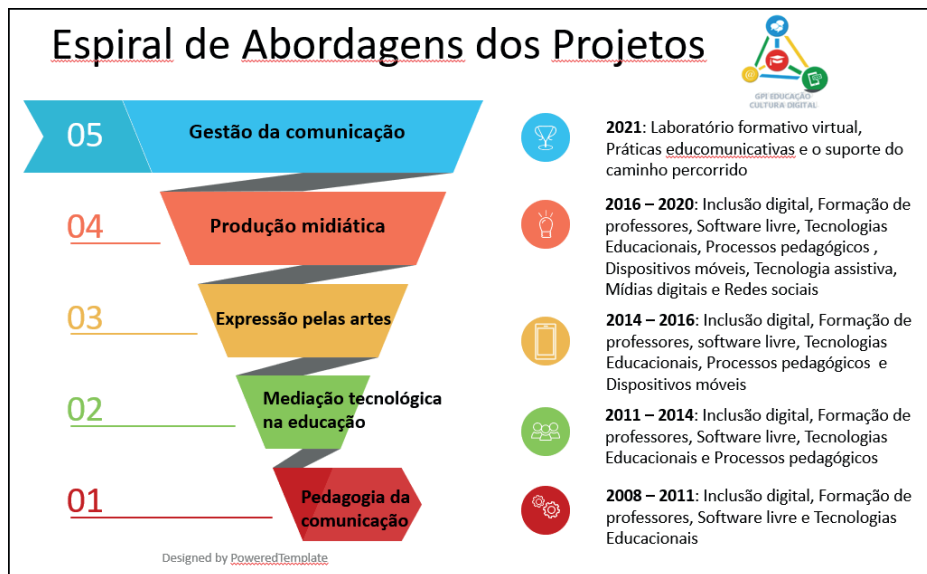 Espiral de Abordagens dos Projetos
GPI EDUCAÇÃO
CULTURA DIGITAL
05
Gestão da comunicação
2021: Laboratório formativo virtual,
Práticas educomunicativas e o suporte do
caminho percorrido
04
Produção midiática
2016 – 2020: Inclusão digital, Formação de
professores, Software livre, Tecnologias
Educacionais, Processos pedagógicos ,
Dispositivos móveis, Tecnologia assistiva,
Mídias digitais e Redes sociais
03
Expressão pelas artes
2014 – 2016: Inclusão digital, Formação de
professores, software livre, Tecnologias
Educacionais, Processos pedagógicos e
Dispositivos móveis
02
Mediação tecnológica
na educação
2011 – 2014: Inclusão digital, Formação de
professores, Software livre, Tecnologias
Educacionais e Processos pedagógicos
01
Pedagogia da
comunicação
2008 – 2011: Inclusão digital, Formação de
professores, Software livre e Tecnologias
Educacionais
Designed by PoweredTemplate